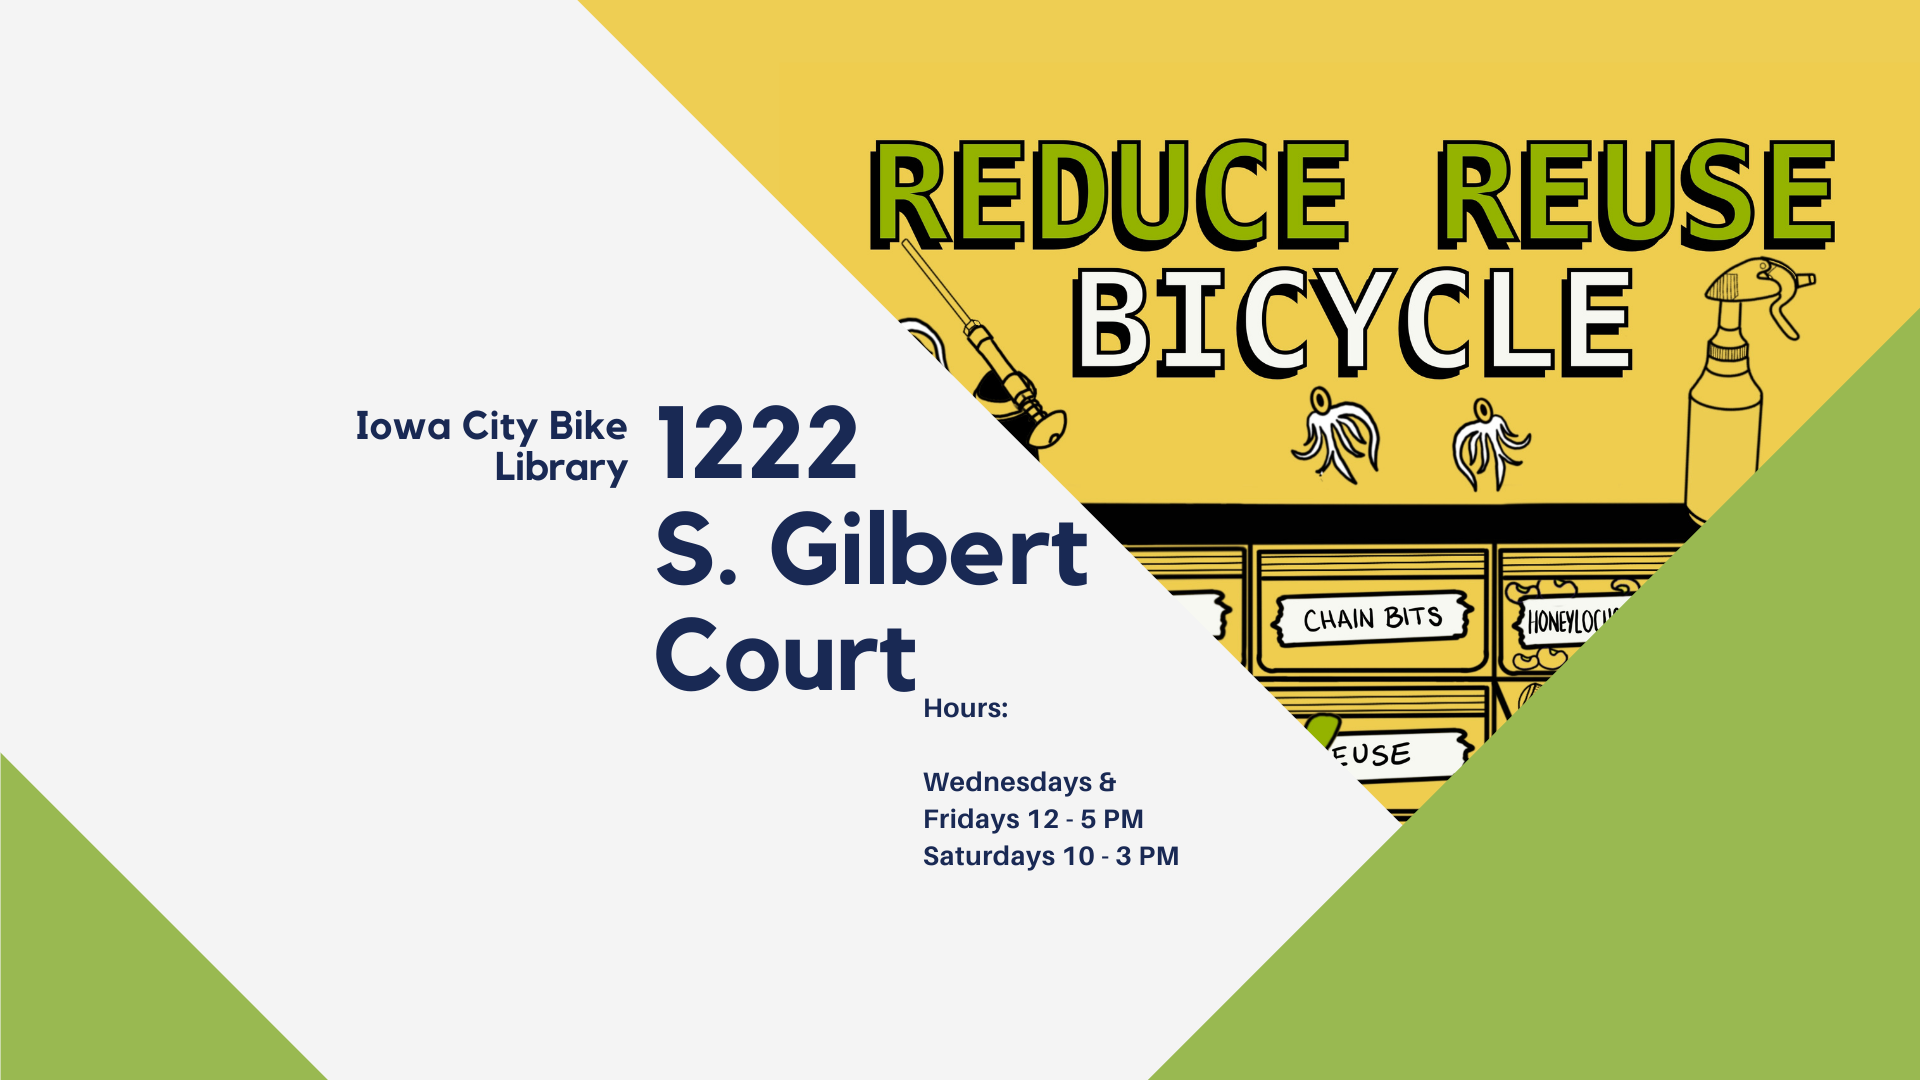 REDUCE REUSE
BICYCLE
Iowa City Bike
Library
1222
S. Gilbert
Court
CHAIN BITS
Hours:
Wednesdays &
Fridays 12 - 5 PM
Saturdays 10 - 3 PM